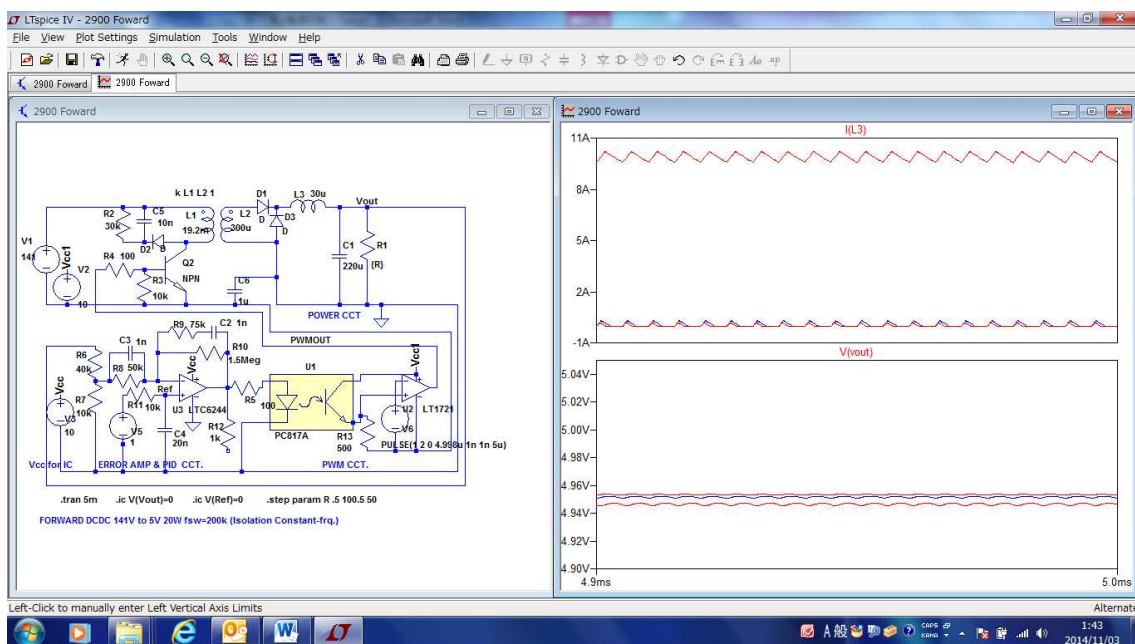 LTspice IV - 2900 Foward
File View Plot Settings Simulation Tools Window Help
2900 Foward
2900 Foward
2900 Foward
k L1 L2 1
R2
30k
C5
10n
L1
19.2m
L2
300u
D1
D
L3 30u
Vout
D3
D
D2 D
V1
141
Vcc1
V2
10
R4 100
R3
10k
Q2
NPN
C6
1u
C1
220u
R1
{R}
POWER CCT
PWMOUT
R9 75k
C2 1n
R10
1.5Meg
C3 1n
R6
40k
R8 50k
Vcc
Ref
R7
10k
R11 10k
U3 LTC6244
Vcc
V3
10
V5
1
C4
20n
R12
1k
R5
100
U1
PC817A
R13
500
Vcc1
U2
LT1721
V6
PULSE(1 2 0 4.998u 1n 1n 5u)
Vcc for IC
ERROR AMP & PID CCT.
PWM CCT.
.tran 5m .ic V(Vout)=0 .ic V(Ref)=0 .step param R .5 100.5 50
FORWARD DCDC 141V to 5V 20W fsw=200k (Isolation Constant-frq.)
2900 Foward
I(L3)
11A
8A
5A
2A
-1A
V(vout)
5.04V
5.02V
5.00V
4.98V
4.96V
4.94V
4.92V
4.90V
4.9ms
5.0ms
Left-Click to manually enter Left Vertical Axis Limits
Alternate
A 般
CAPS
KANA
1:43
2014/11/03